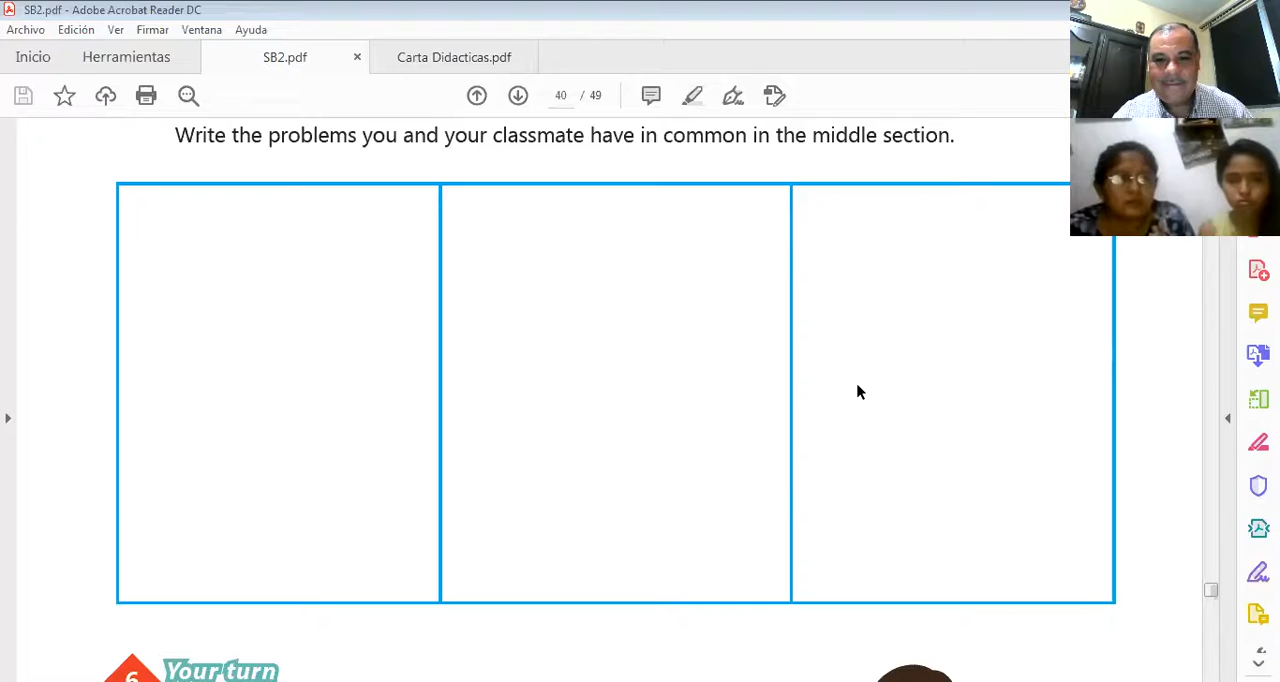 SB2.pdf - Adobe Acrobat Reader DC
Archivo Edición Ver Firmar Ventana Ayuda
Inicio Herramientas SB2.pdf × Carta Didacticas.pdf
40 / 49
Write the problems you and your classmate have in common in the middle section.
6 Your turn